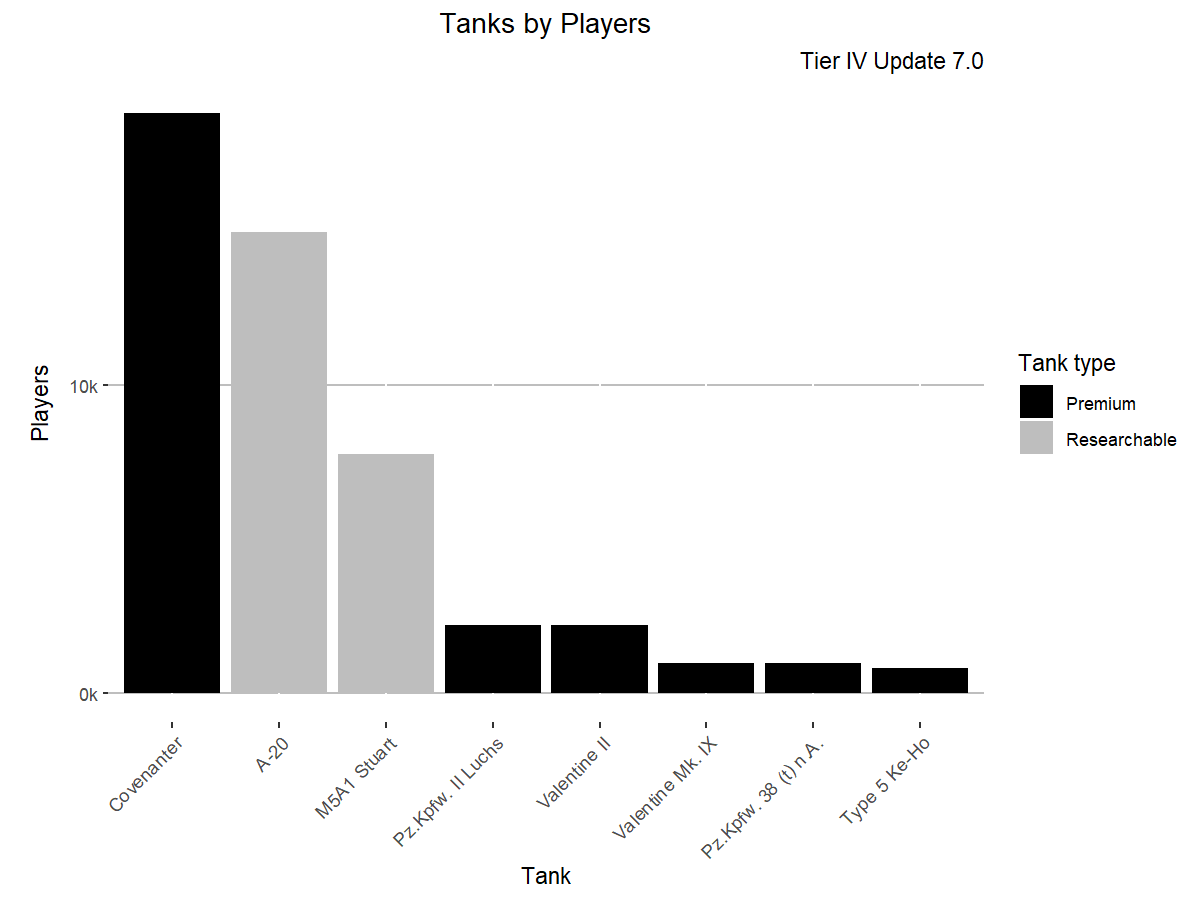 Tanks by Players
Tier IV Update 7.0
Players
10k
0k
Covenanter
A-20
M5A1 Stuart
Pz.Kpfw. II Luchs
Valentine II
Valentine Mk. IX
Pz.Kpfw. 38 (t) n A.
Type 5 Ke-Ho
Tank
Tank type
Premium
Researchable